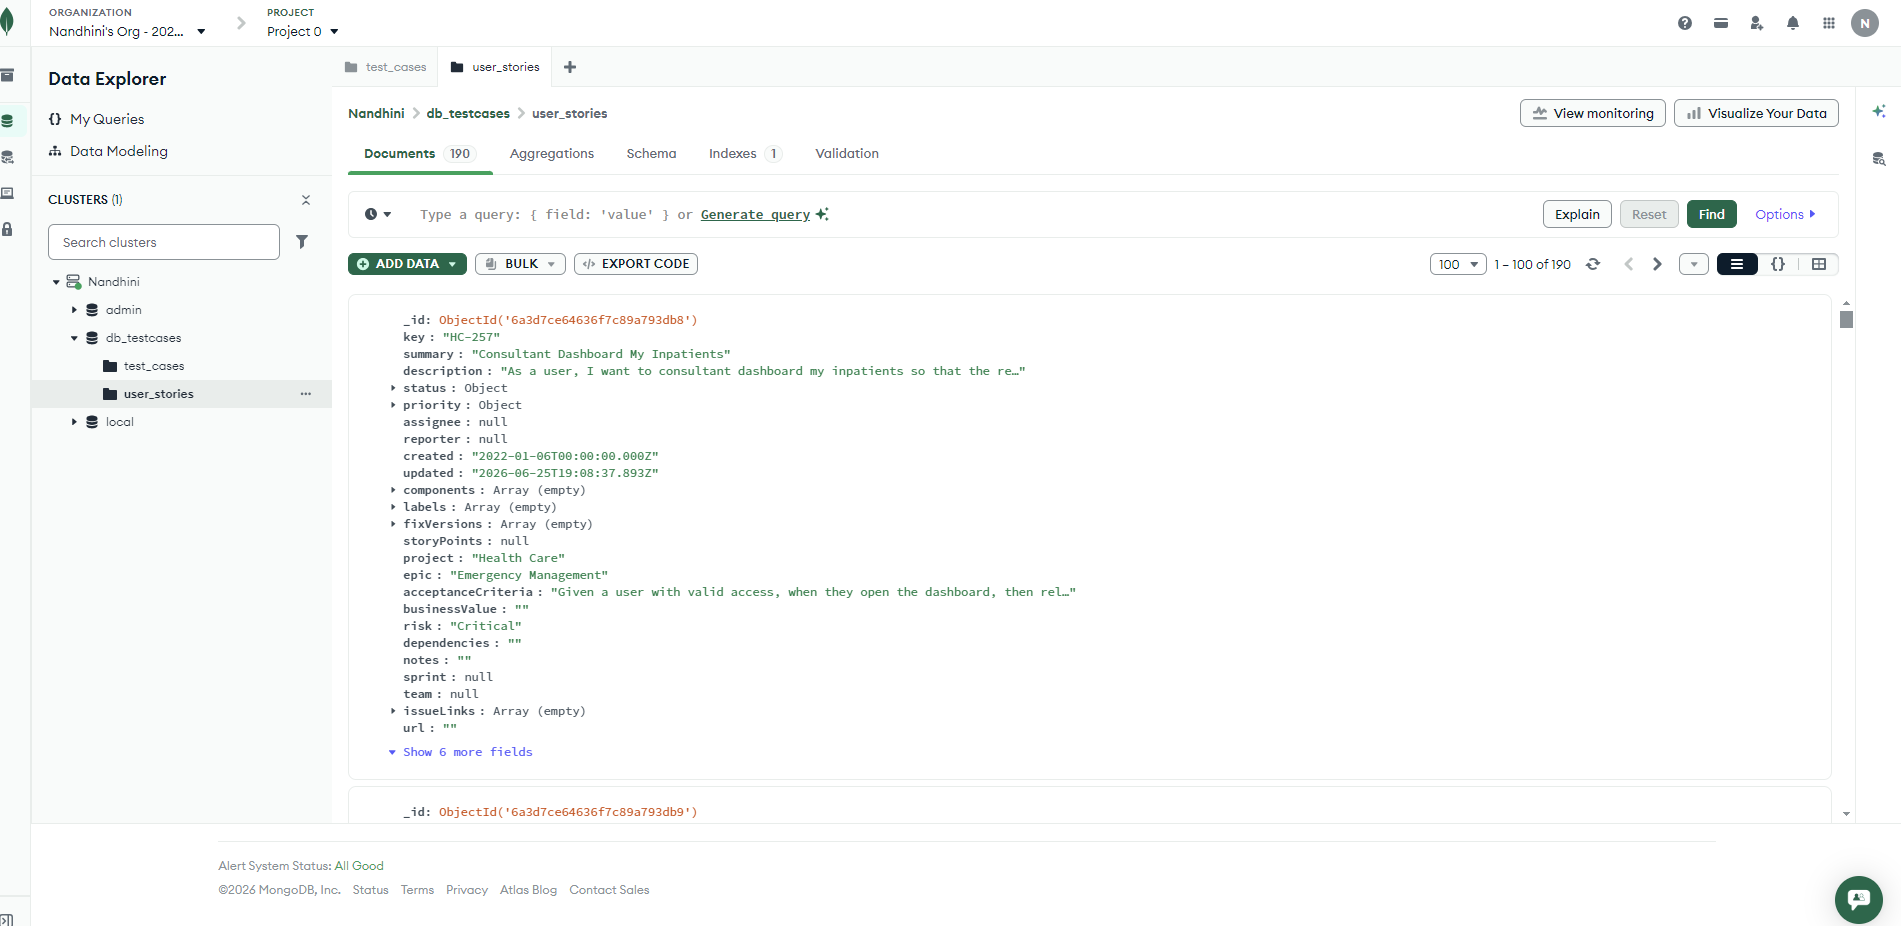 ORGANIZATION
Nandhini's Org - 202...
PROJECT
Project 0
N
Data Explorer
My Queries
Data Modeling
CLUSTERS (1)
Search clusters
Nandhini
admin
db_testcases
test_cases
user_stories
local
test_cases
user_stories
Nandhini > db_testcases > user_stories
View monitoring
Visualize Your Data
Documents 190
Aggregations
Schema
Indexes 1
Validation
Type a query: { field: 'value' } or Generate query
Explain
Reset
Find
Options
ADD DATA
BULK
EXPORT CODE
100
1 – 100 of 190
_id: ObjectId('6a3d7ce64636f7c89a793db8')
key : "HC-257"
summary : "Consultant Dashboard My Inpatients"
description : "As a user, I want to consultant dashboard my inpatients so that the re…"
status : Object
priority : Object
assignee : null
reporter : null
created : "2022-01-06T00:00:00.000Z"
updated : "2026-06-25T19:08:37.893Z"
components : Array (empty)
labels : Array (empty)
fixVersions : Array (empty)
storyPoints : null
project : "Health Care"
epic : "Emergency Management"
acceptanceCriteria : "Given a user with valid access, when they open the dashboard, then rel…"
businessValue : ""
risk : "Critical"
dependencies : ""
notes : ""
sprint : null
team : null
issueLinks : Array (empty)
url : ""
Show 6 more fields
_id: ObjectId('6a3d7ce64636f7c89a793db9')
Alert System Status: All Good
©2026 MongoDB, Inc. Status Terms Privacy Atlas Blog Contact Sales